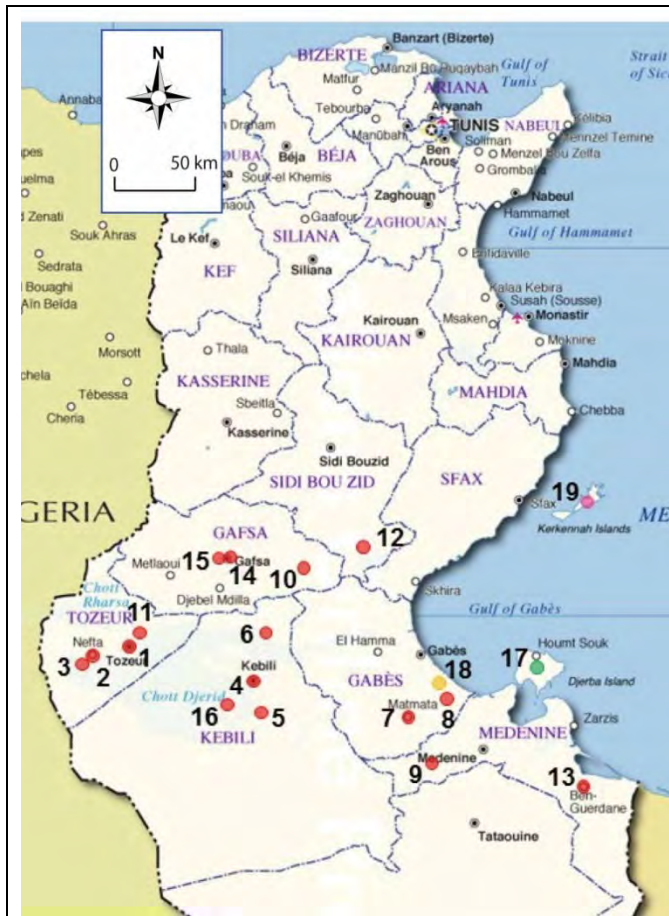 N
0 50 km
BIZERTE
Banzart (Bizerte)
Manzil Bu Ruqaybah
Gulf of
Tunis
Strait
of Sic
Annaba
Matfur
ARIANA
Tebourba
Aryanah
TUNIS
Manūbah
NABEUL
Kélibia
Menzel Temine
Soliman
Menzel Bou Zelfa
Ben
Arous
Grombalia
Béja
BÉJA
Souk-el Khemis
Zaghouan
ZAGHOUAN
Nabeul
Hammamet
Gulf of Hammamet
Zenati
Souk Ahras
Sedrata
Bouaghi
Aïn Beïda
Gaafour
SILIANA
Siliana
Le Kef
KEF
Enfidaville
Kalaa Kebira
Susah (Sousse)
Monastir
Msaken
Moknine
Kairouan
KAIROUAN
Mahdia
MAHDIA
Chebba
Morsott
Thala
KASSERINE
Tébessa
Cheria
Sbeitla
Kasserine
Sidi Bouzid
SIDI BOU ZID
SFAX
Sfax
19
Kerkennah Islands
GERIA
ME
GAFSA
12
15
Gafsa
14
10
Metlaoui
Djebel Mdilla
Skhira
Chott
Rharsa
11
TOZEUR
Nefta
3
2
Tozeur
1
6
Gulf of Gabès
El Hamma
Gabès
Houmt Souk
17
Djerba Island
Kebili
4
Chott Djerid
16
5
KEBILI
GABÈS
18
8
7
Matmata
MEDENINE
Zarzis
9
Medenine
13
Ben-
Guerdane
Tataouine